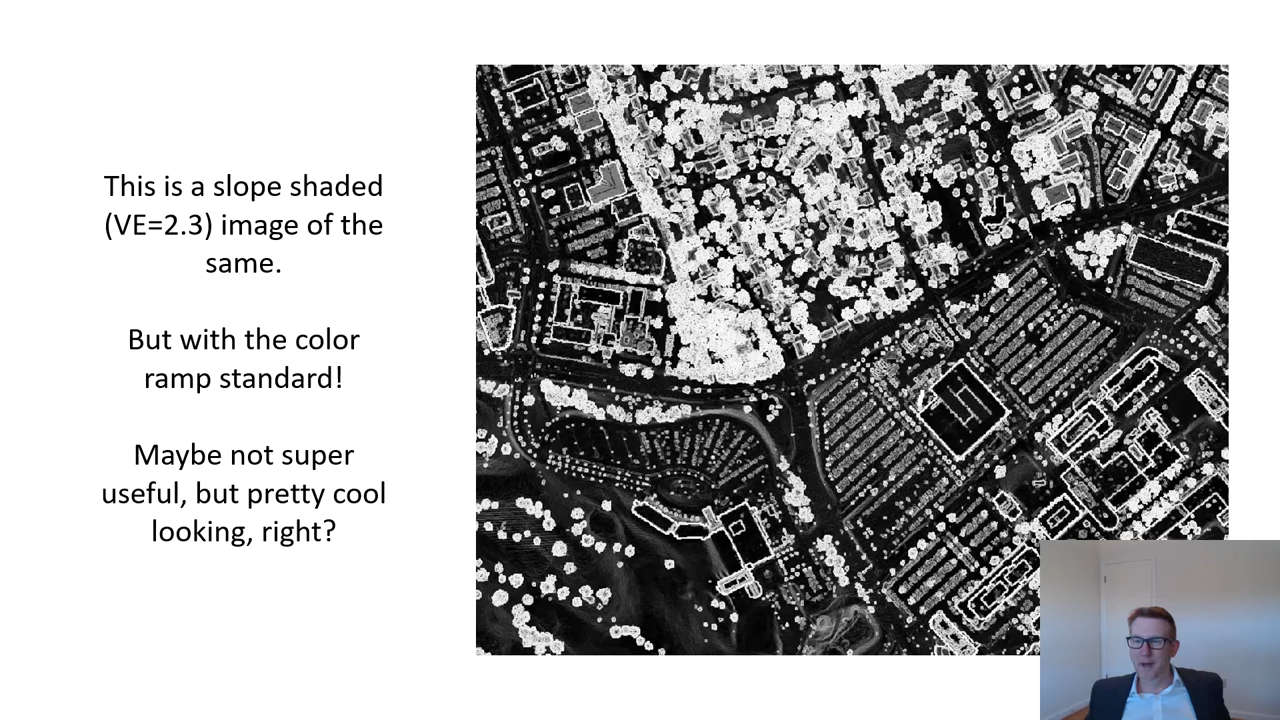 This is a slope shaded
(VE=2.3) image of the
same.
But with the color
ramp standard!
Maybe not super
useful, but pretty cool
looking, right?